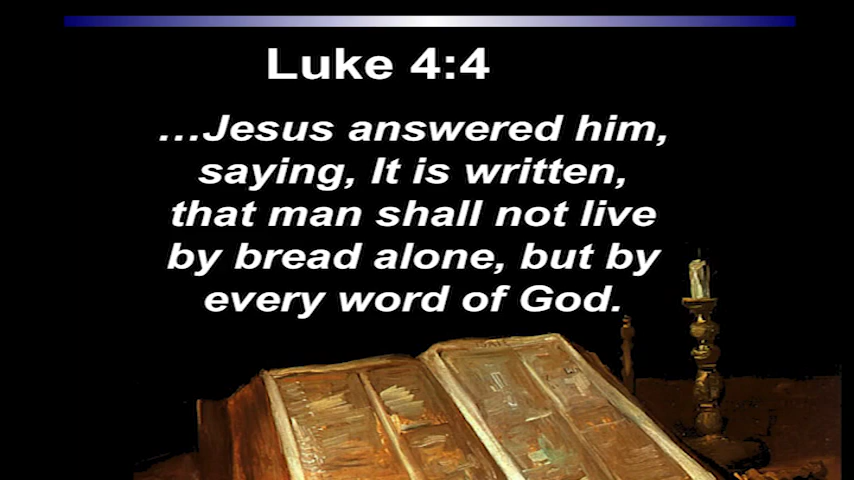 Luke 4:4
…Jesus answered him,
saying, It is written,
that man shall not live
by bread alone, but by
every word of God.